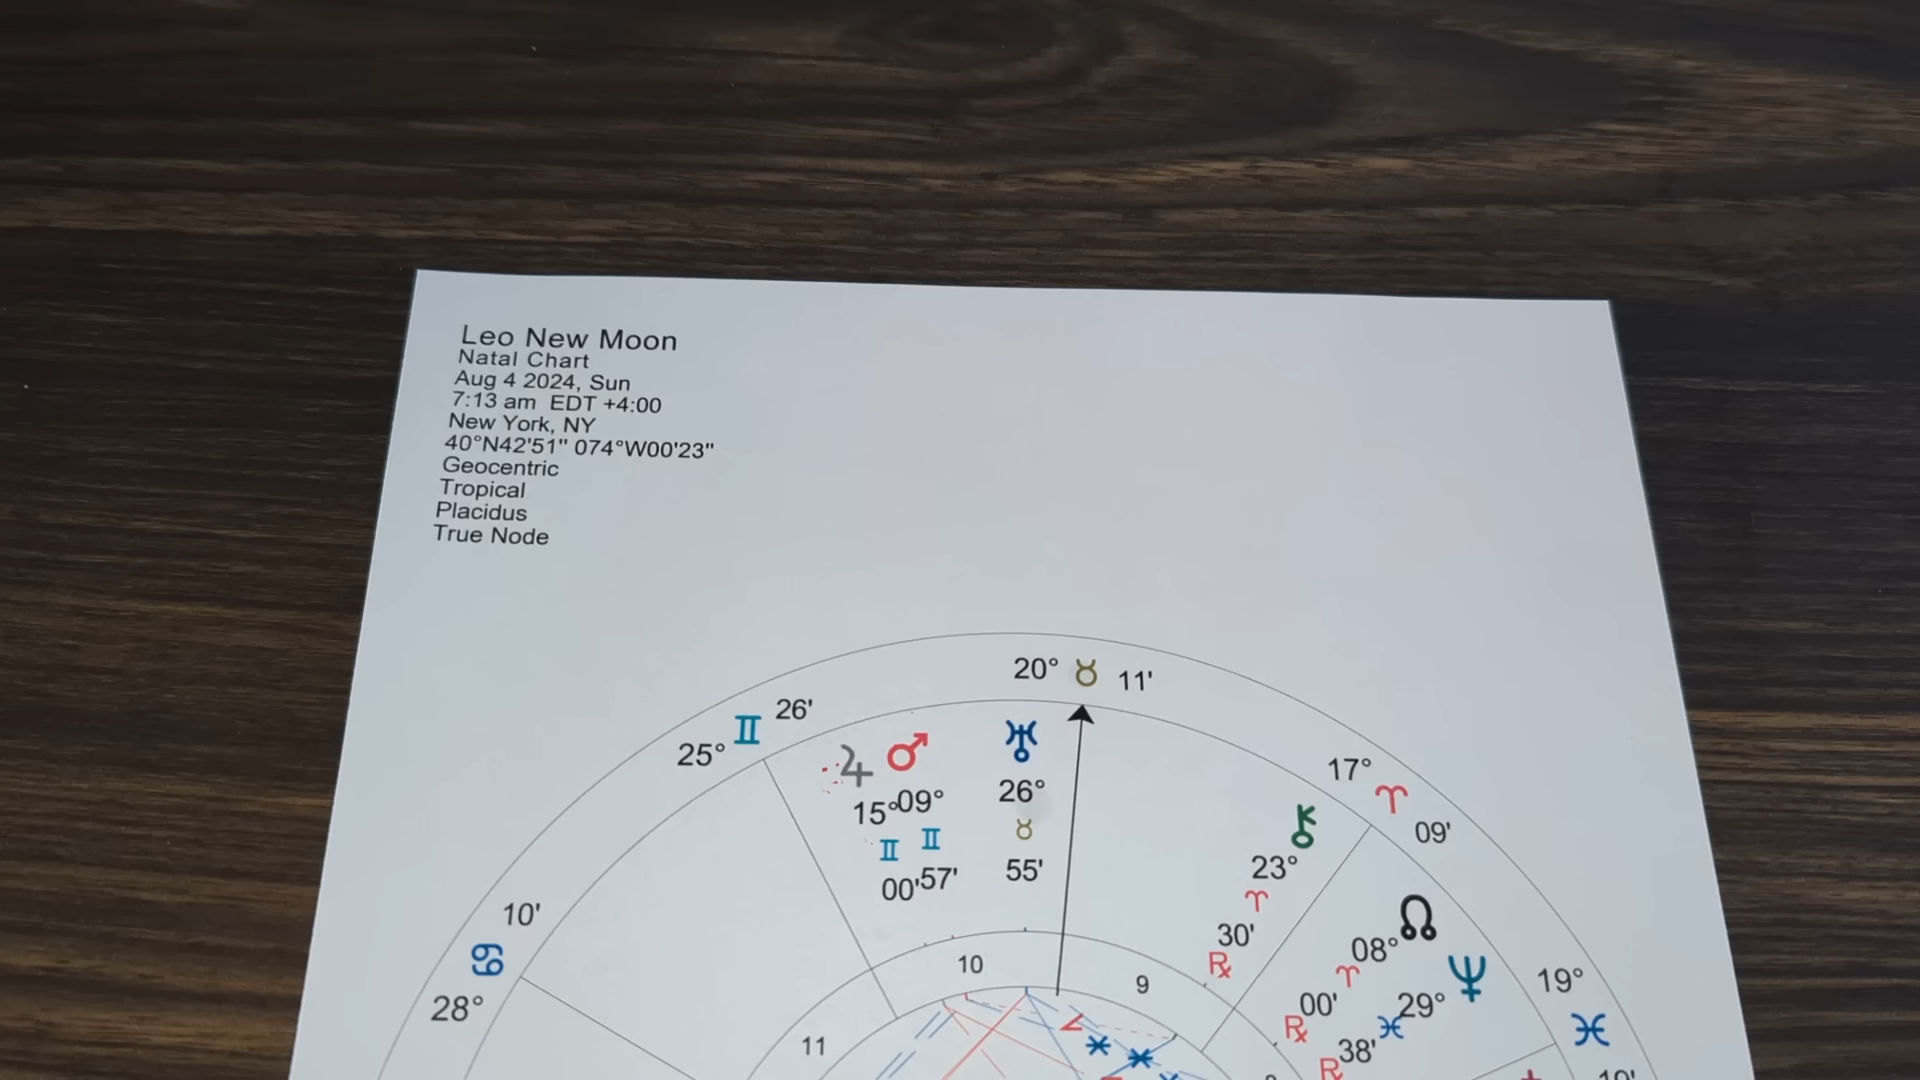 Leo New Moon
Natal Chart
Aug 4 2024, Sun
7:13 am EDT +4:00
New York, NY
40°N42'51" 074°W00'23"
Geocentric
Tropical
Placidus
True Node
20° ♉ 11'
25° ♊ 26'
♃ ♂ ♅
15° 09° 26°
♊ ♊ ♉
00' 57' 55'
17° ♈ 09'
⚷
23°
♈
30'
℞
☊
08°
♈
00'
℞
♆
29°
♓
38'
℞
19° ♓
10'
♋
28°
10
9
11